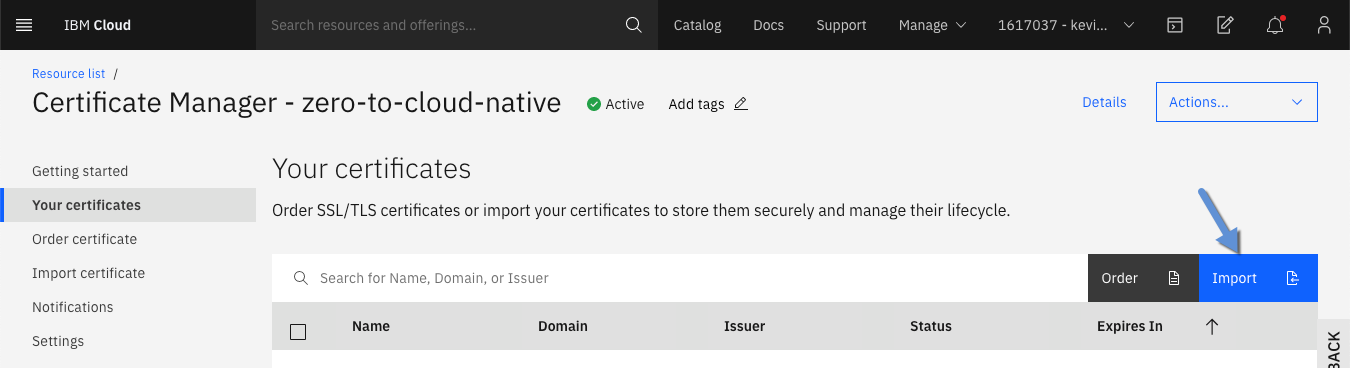 IBM Cloud Search resources and offerings... Catalog Docs Support Manage 1617037 - kevi...
Resource list /
Certificate Manager - zero-to-cloud-native Active Add tags Details Actions...
Getting started
Your certificates
Order certificate
Import certificate
Notifications
Settings
Your certificates
Order SSL/TLS certificates or import your certificates to store them securely and manage their lifecycle.
Search for Name, Domain, or Issuer Order Import
Name Domain Issuer Status Expires In
BACK